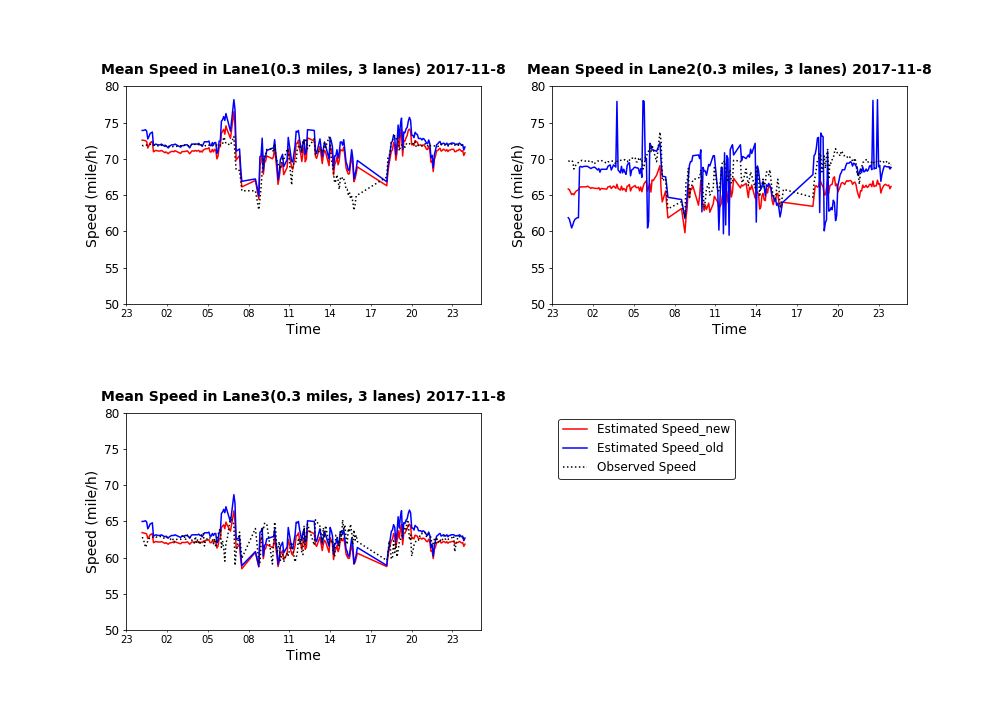 Mean Speed in Lane1(0.3 miles, 3 lanes) 2017-11-8
80
75
70
65
60
55
50
Speed (mile/h)
23 02 05 08 11 14 17 20 23
Time
Mean Speed in Lane2(0.3 miles, 3 lanes) 2017-11-8
80
75
70
65
60
55
50
Speed (mile/h)
23 02 05 08 11 14 17 20 23
Time
Mean Speed in Lane3(0.3 miles, 3 lanes) 2017-11-8
80
75
70
65
60
55
50
Speed (mile/h)
23 02 05 08 11 14 17 20 23
Time
Estimated Speed_new
Estimated Speed_old
Observed Speed